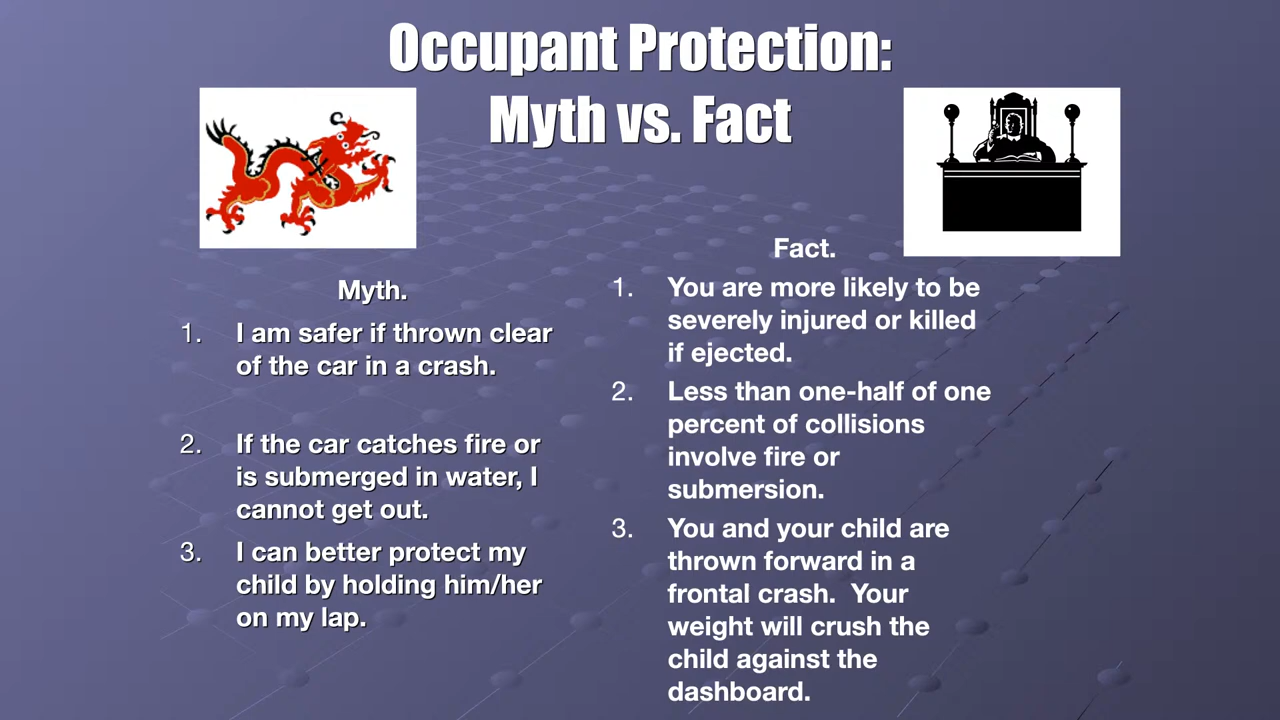 Occupant Protection:
Myth vs. Fact
Myth.
1. I am safer if thrown clear
of the car in a crash.
2. If the car catches fire or
is submerged in water, I
cannot get out.
3. I can better protect my
child by holding him/her
on my lap.
Fact.
1. You are more likely to be
severely injured or killed
if ejected.
2. Less than one-half of one
percent of collisions
involve fire or
submersion.
3. You and your child are
thrown forward in a
frontal crash.  Your
weight will crush the
child against the
dashboard.